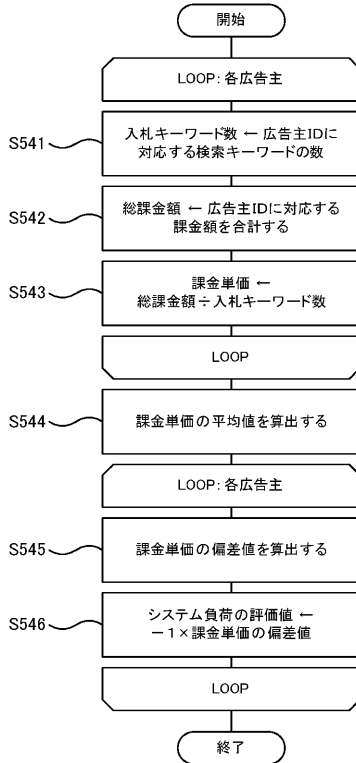 開始
LOOP: 各広告主
S541
入札キーワード数 ← 広告主IDに
対応する検索キーワードの数
S542
総課金額 ← 広告主IDに対応する
課金額を合計する
S543
課金単価 ←
総課金額÷入札キーワード数
LOOP
S544
課金単価の平均値を算出する
LOOP: 各広告主
S545
課金単価の偏差値を算出する
S546
システム負荷の評価値 ←
－1×課金単価の偏差値
LOOP
終了